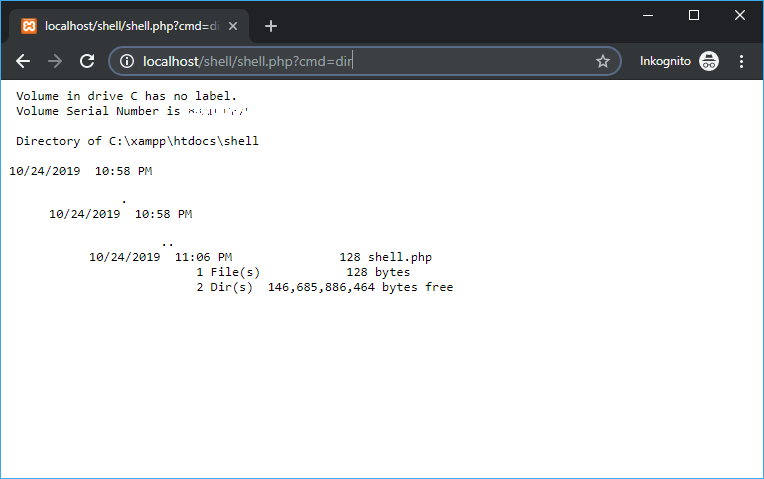 localhost/shell/shell.php?cmd=di
localhost/shell/shell.php?cmd=dir
Inkognito
Volume in drive C has no label.
Volume Serial Number is
Directory of C:\xampp\htdocs\shell
10/24/2019  10:58 PM
.
10/24/2019  10:58 PM
..
10/24/2019  11:06 PM               128 shell.php
1 File(s)            128 bytes
2 Dir(s)  146,685,886,464 bytes free